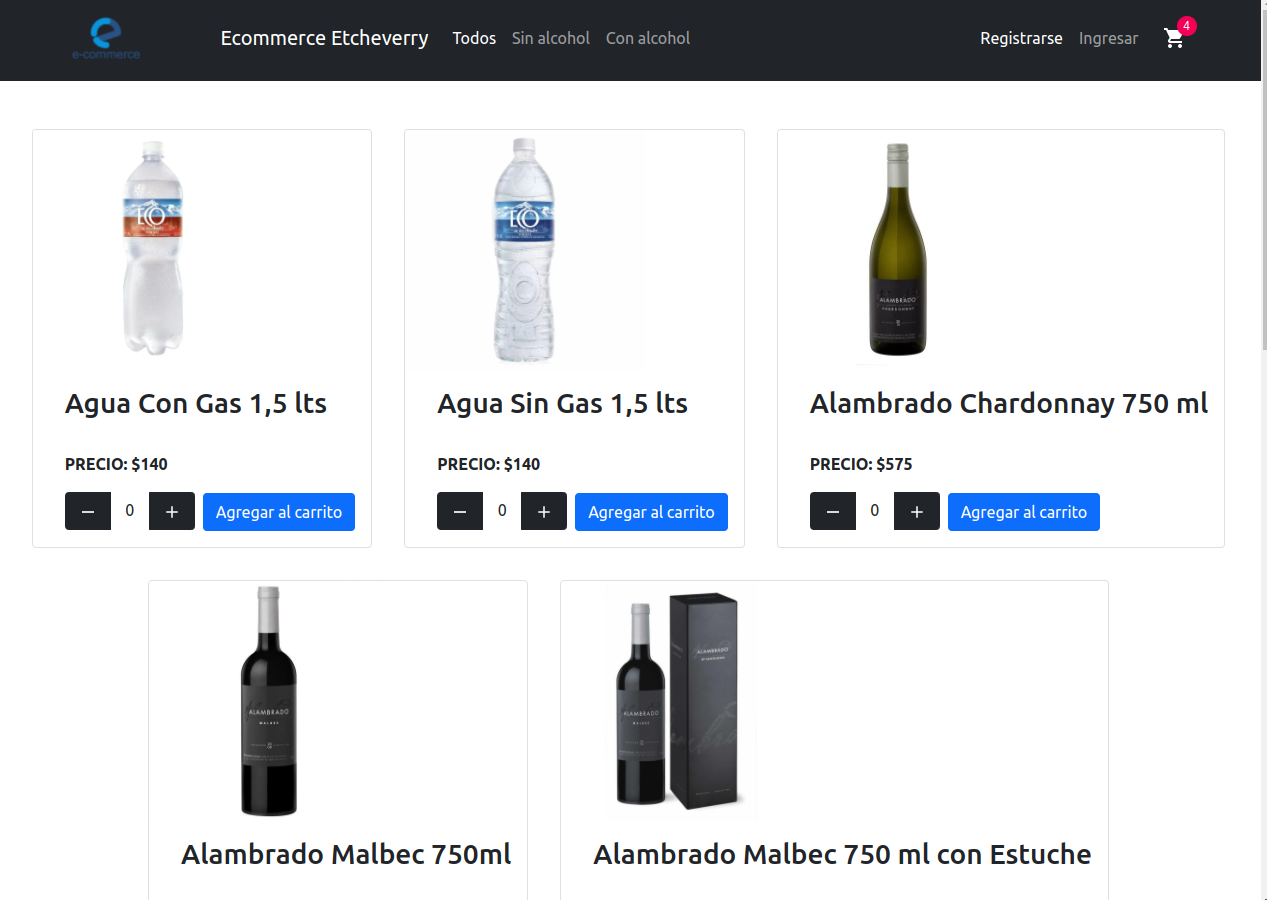 e-commerce
Ecommerce Etcheverry Todos Sin alcohol Con alcohol Registrarse Ingresar 4
ECO
ECO
ALAMBRADO
CHARDONNAY
Agua Con Gas 1,5 lts
Agua Sin Gas 1,5 lts
Alambrado Chardonnay 750 ml
PRECIO: $140
PRECIO: $140
PRECIO: $575
− 0 + Agregar al carrito
− 0 + Agregar al carrito
− 0 + Agregar al carrito
ALAMBRADO
MALBEC
ALAMBRADO
MALBEC
ALAMBRADO
Alambrado Malbec 750ml
Alambrado Malbec 750 ml con Estuche